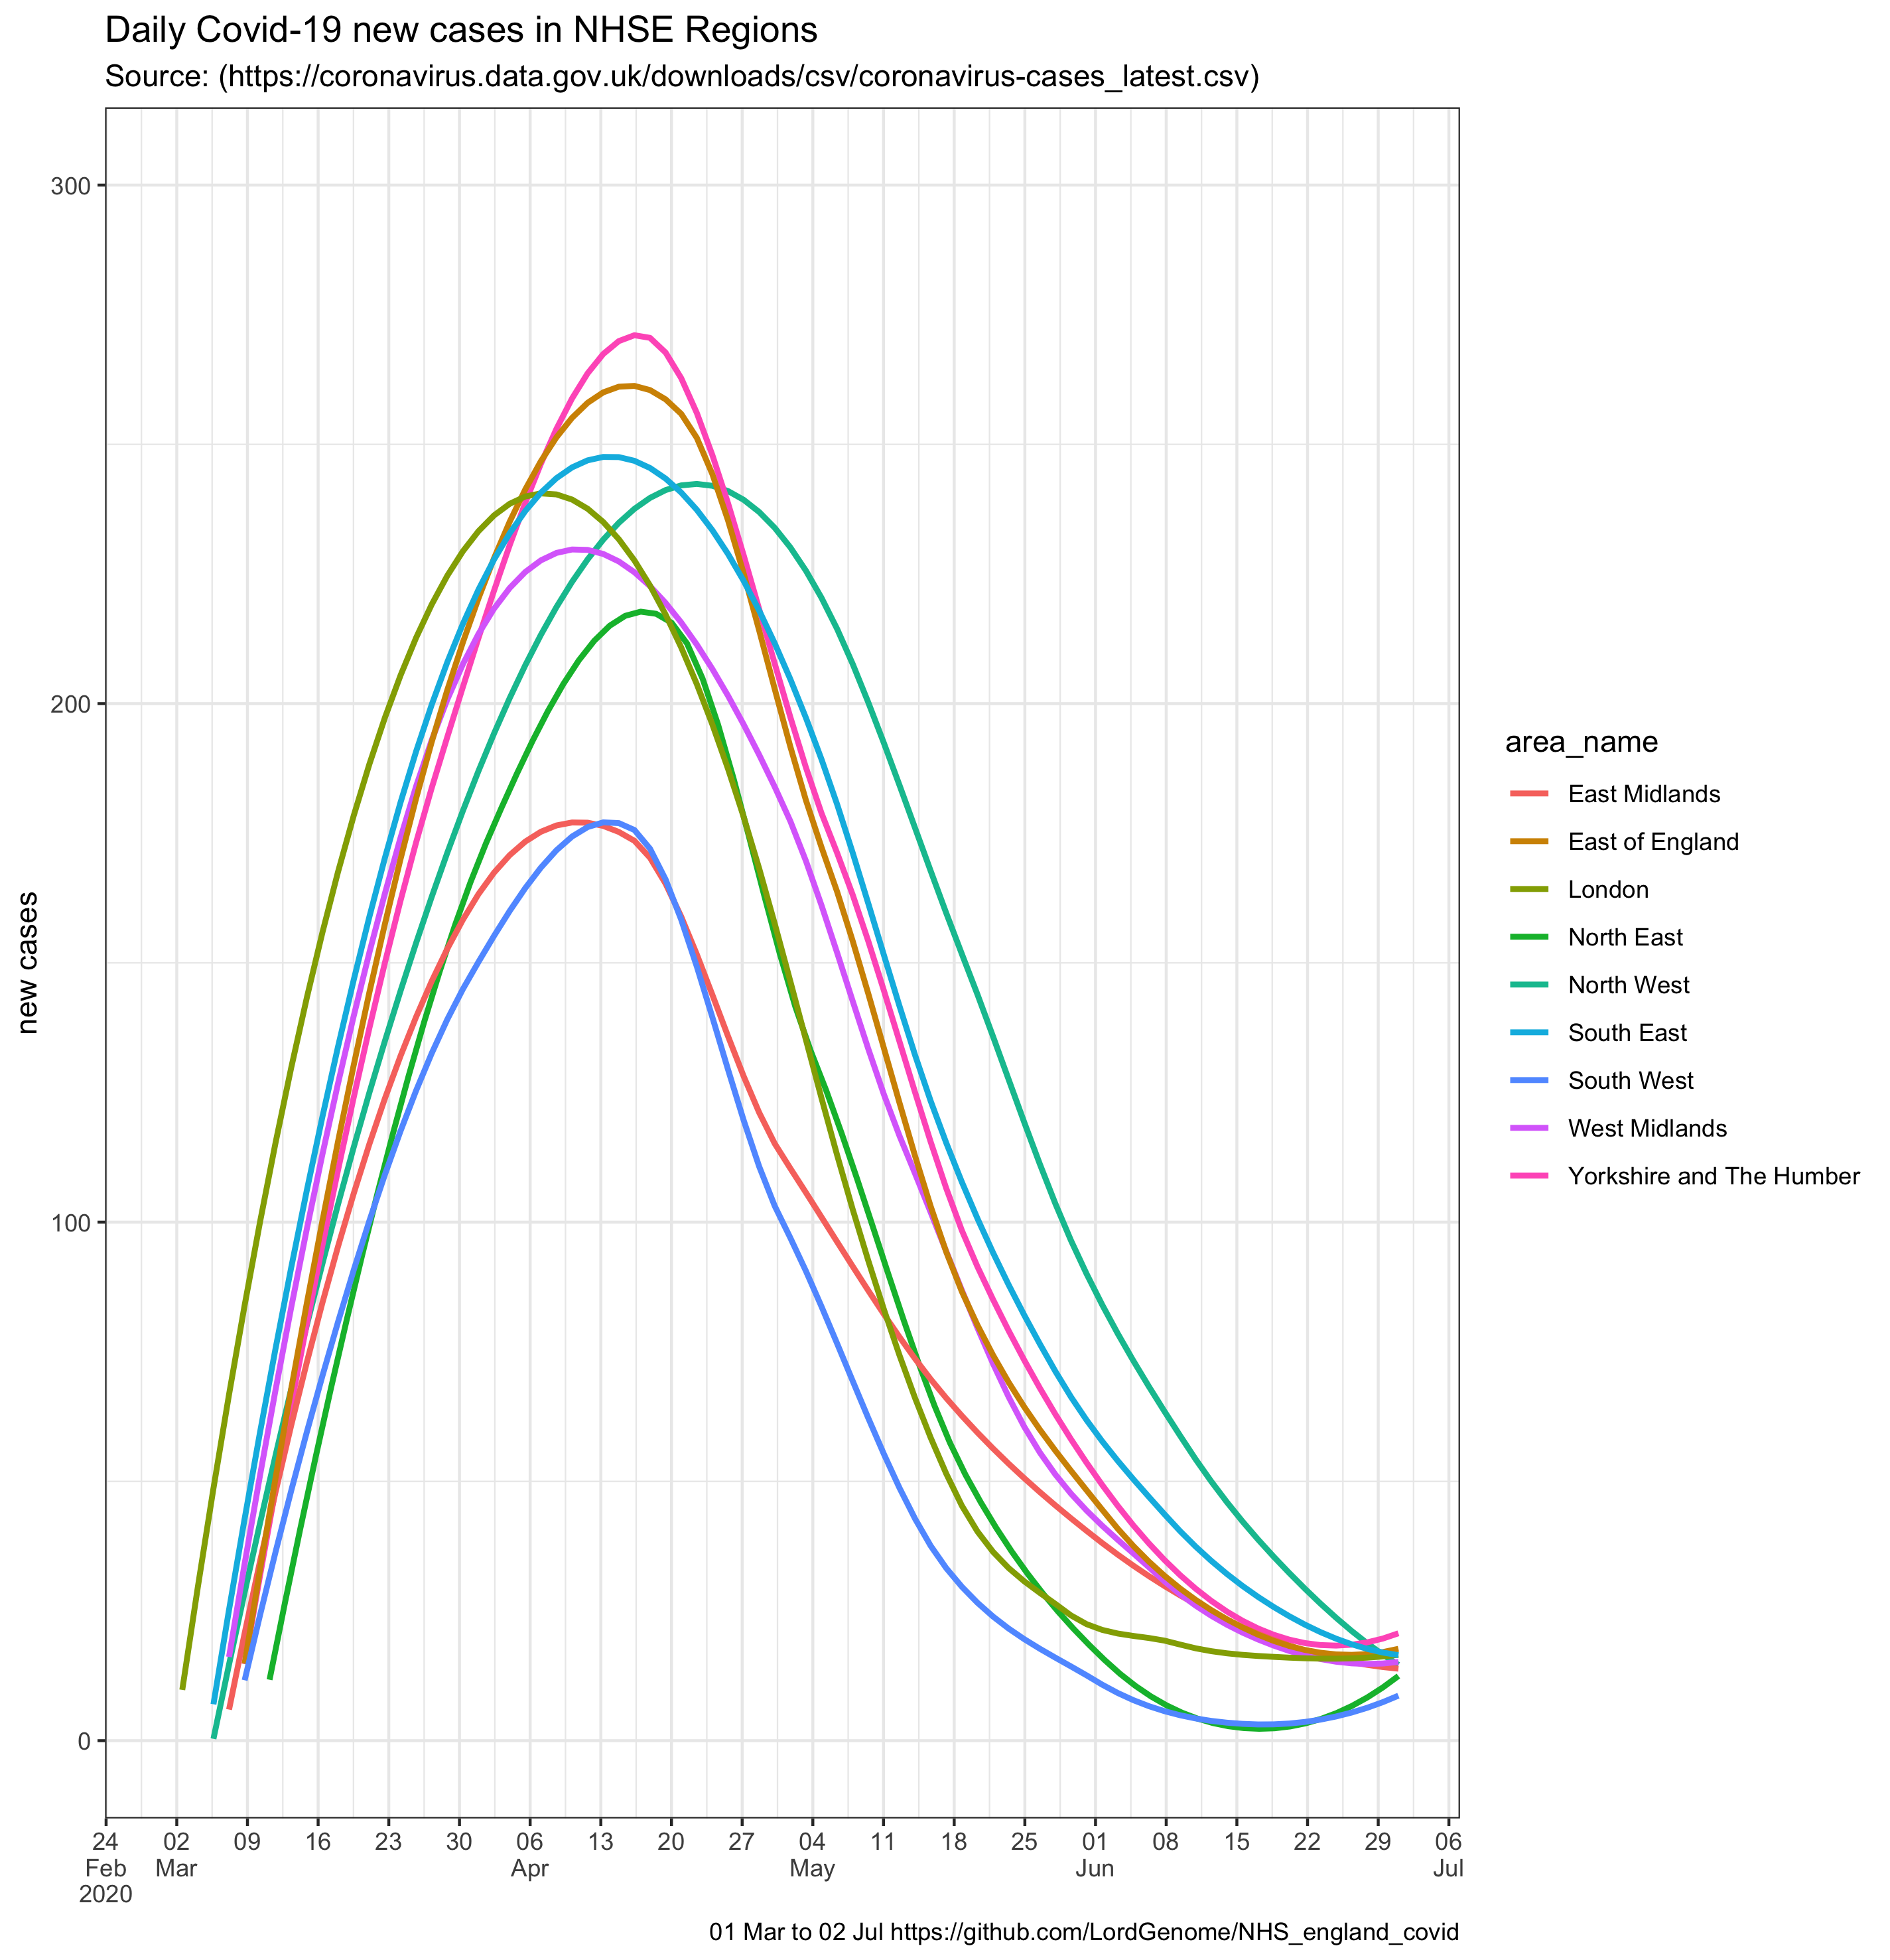 Daily Covid-19 new cases in NHSE Regions
Source: (https://coronavirus.data.gov.uk/downloads/csv/coronavirus-cases_latest.csv)
300
200
100
0
new cases
area_name
East Midlands
East of England
London
North East
North West
South East
South West
West Midlands
Yorkshire and The Humber
24 02 09 16 23 30 06 13 20 27 04 11 18 25 01 08 15 22 29 06
Feb Mar Apr May Jun Jul
2020
01 Mar to 02 Jul https://github.com/LordGenome/NHS_england_covid